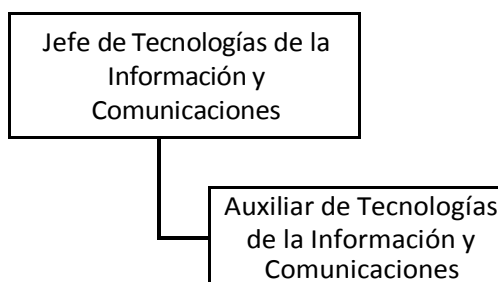 Jefe de Tecnologías de la
Información y
Comunicaciones
Auxiliar de Tecnologías
de la Información y
Comunicaciones